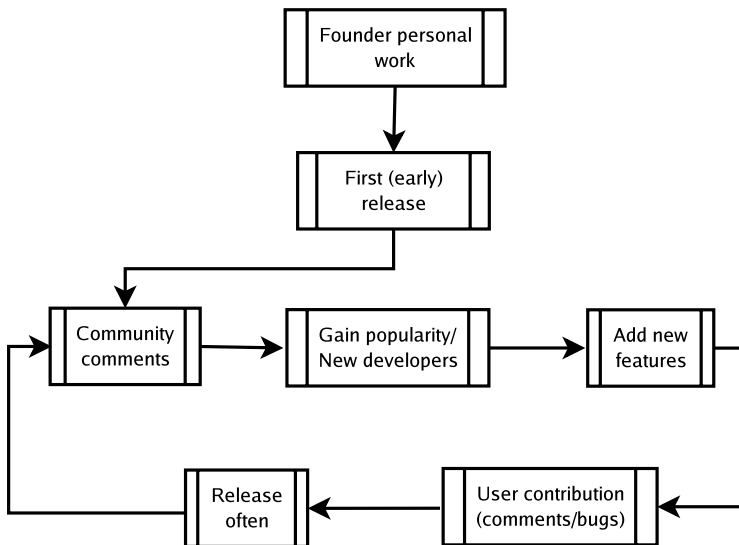 Founder personal
work
First (early)
release
Community
comments
Gain popularity/
New developers
Add new
features
User contribution
(comments/bugs)
Release
often